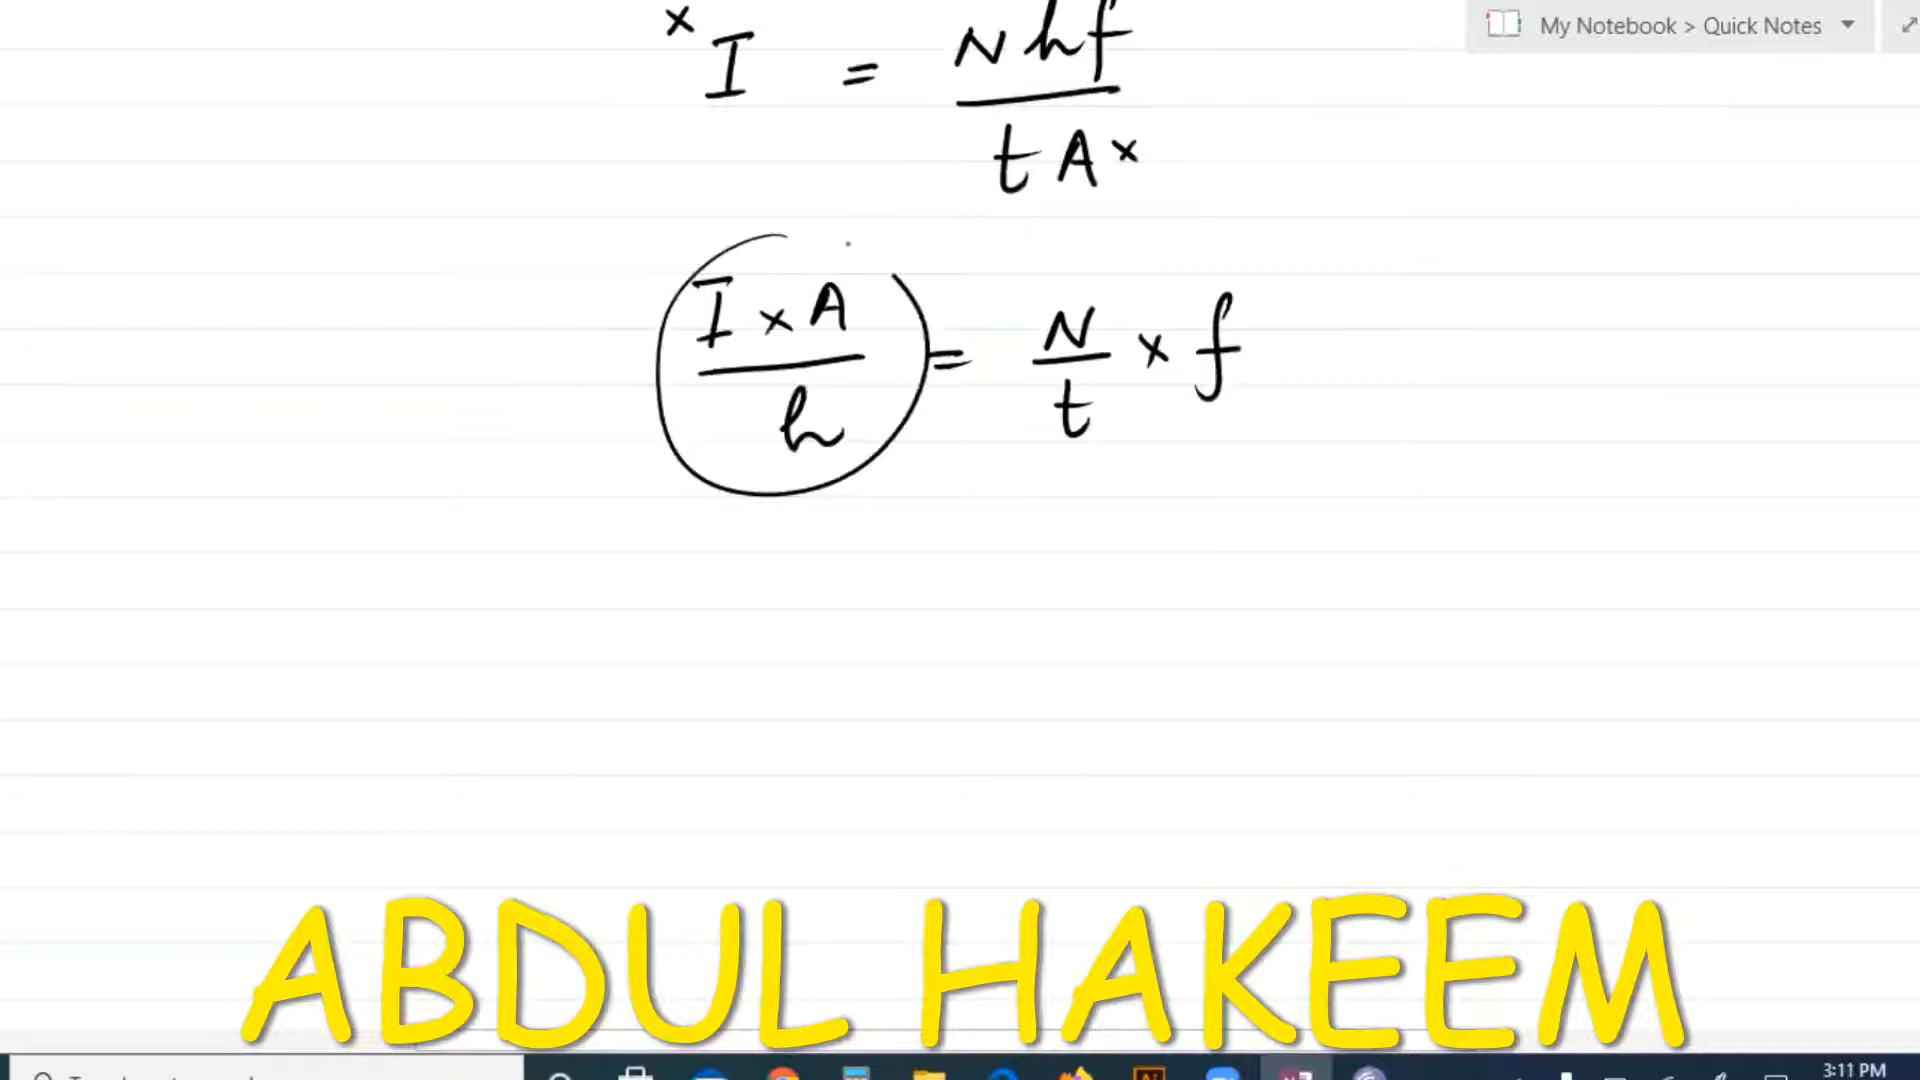 My Notebook > Quick Notes
x I = Nhf / tA x
I x A / h = N / t x f
ABDUL HAKEEM
3:11 PM